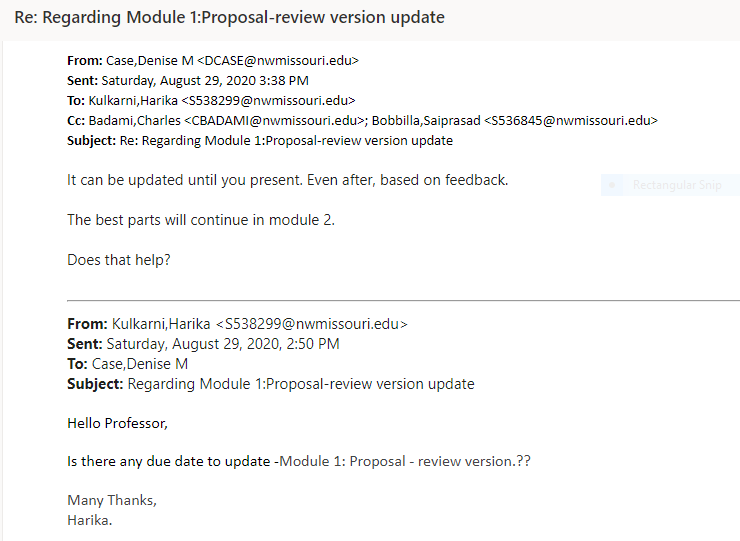 Re: Regarding Module 1:Proposal-review version update
From: Case,Denise M <DCASE@nwmissouri.edu>
Sent: Saturday, August 29, 2020 3:38 PM
To: Kulkarni,Harika <S538299@nwmissouri.edu>
Cc: Badami,Charles <CBADAMI@nwmissouri.edu>; Bobbilla,Saiprasad <S536845@nwmissouri.edu>
Subject: Re: Regarding Module 1:Proposal-review version update
It can be updated until you present. Even after, based on feedback.
Rectangular Snip
The best parts will continue in module 2.
Does that help?
From: Kulkarni,Harika <S538299@nwmissouri.edu>
Sent: Saturday, August 29, 2020, 2:50 PM
To: Case,Denise M
Subject: Regarding Module 1:Proposal-review version update
Hello Professor,
Is there any due date to update -Module 1: Proposal - review version.??
Many Thanks,
Harika.